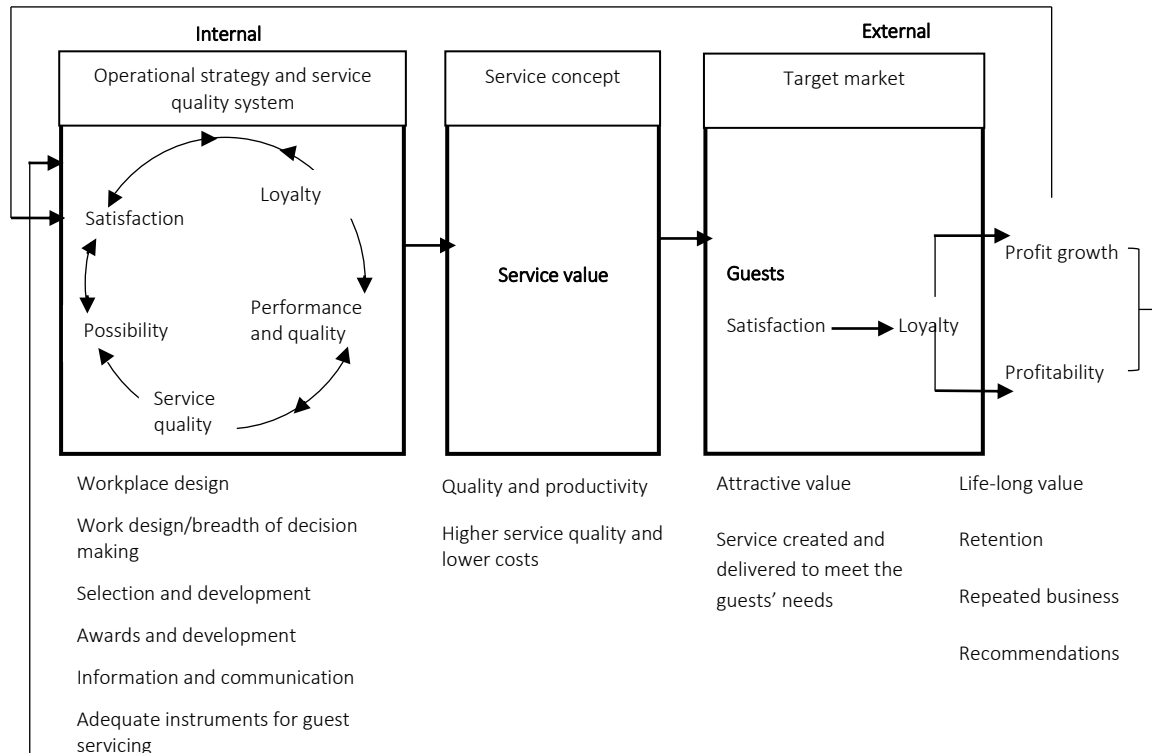 Internal
External
Operational strategy and service
quality system
Service concept
Target market
Loyalty
Satisfaction
Service value
Guests
Profit growth
Possibility
Performance
and quality
Satisfaction
Loyalty
Profitability
Service
quality
Workplace design
Work design/breadth of decision
making
Selection and development
Awards and development
Information and communication
Adequate instruments for guest
servicing
Quality and productivity
Higher service quality and
lower costs
Attractive value
Service created and
delivered to meet the
guests’ needs
Life-long value
Retention
Repeated business
Recommendations